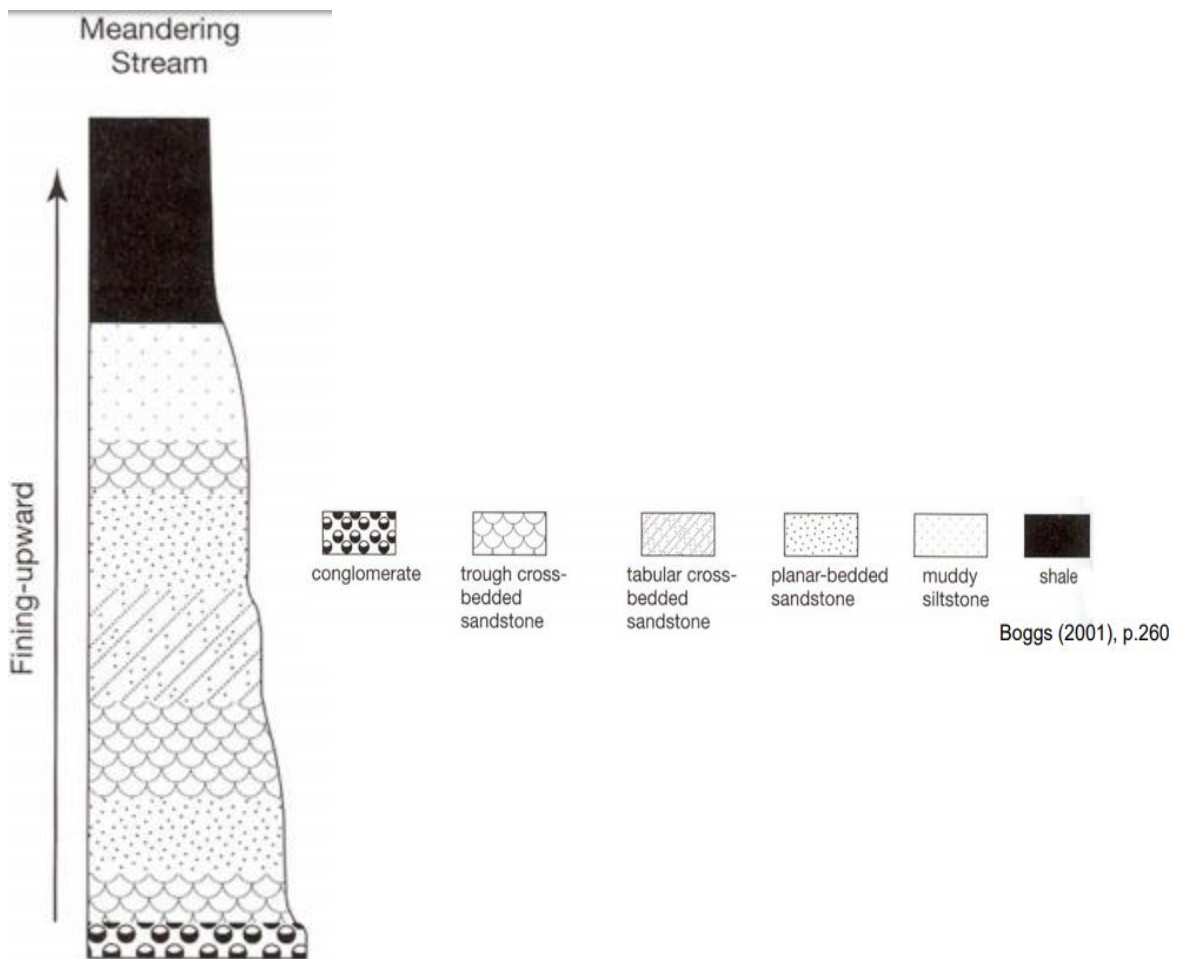 Meandering
Stream
Fining-upward
conglomerate
trough cross-
bedded
sandstone
tabular cross-
bedded
sandstone
planar-bedded
sandstone
muddy
siltstone
shale
Boggs (2001), p.260